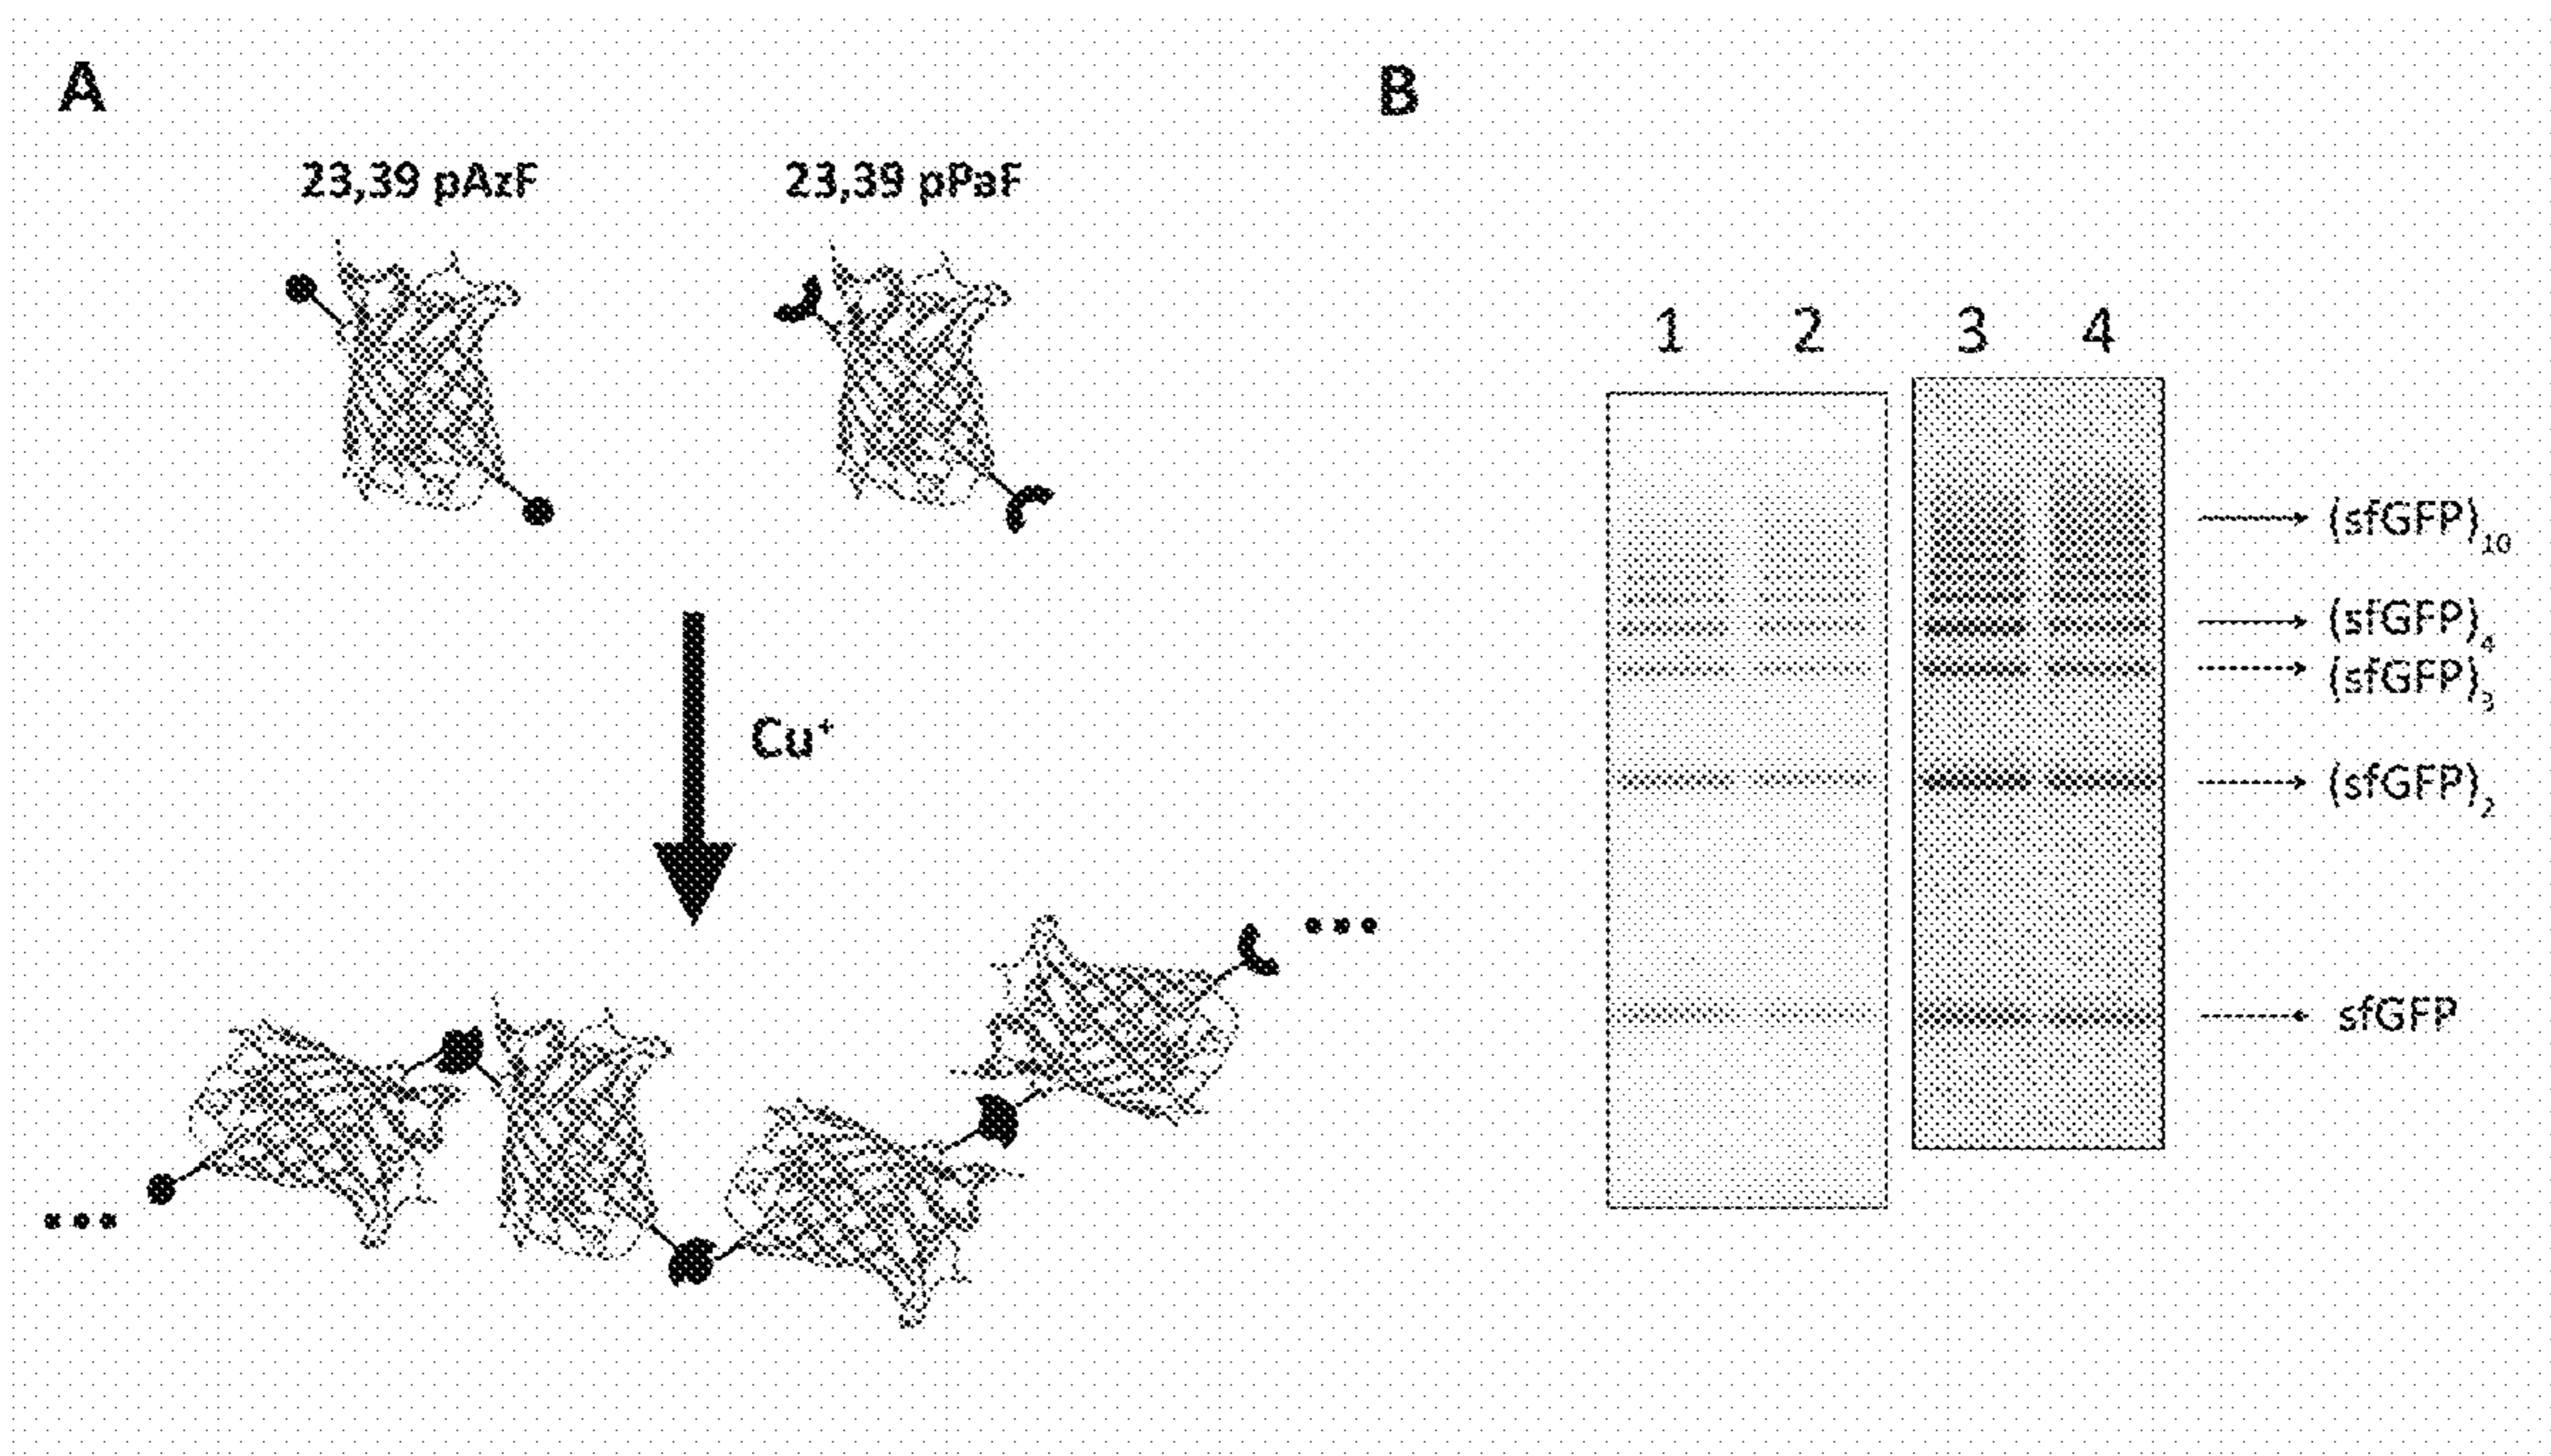 A
B
23,39 pAzF
23,39 pPaF
Cu⁺
1 2 3 4
(sfGFP)₁₀
(sfGFP)₄
(sfGFP)₃
(sfGFP)₂
sfGFP